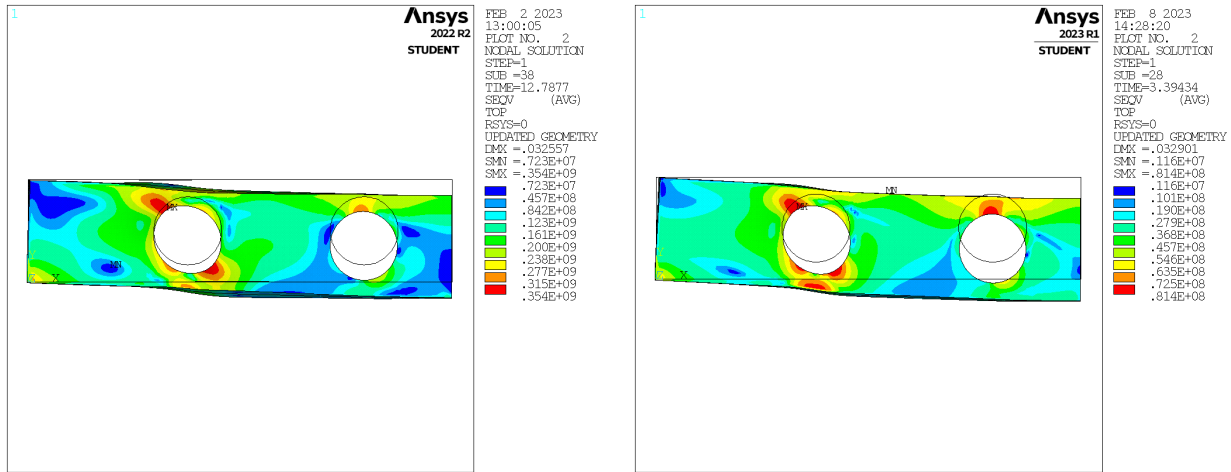 1
Ansys
2022 R2
STUDENT
FEB  2 2023
13:00:05
PLOT NO.   2
NODAL SOLUTION
STEP=1
SUB =38
TIME=12.7877
SEQV     (AVG)
TOP
RSYS=0
UPDATED GEOMETRY
DMX =.032557
SMN =.723E+07
SMX =.354E+09
.723E+07
.457E+08
.842E+08
.123E+09
.161E+09
.200E+09
.238E+09
.277E+09
.315E+09
.354E+09
MX
MN
Y
Z X
1
Ansys
2023 R1
STUDENT
FEB  8 2023
14:28:20
PLOT NO.   2
NODAL SOLUTION
STEP=1
SUB =28
TIME=3.39434
SEQV     (AVG)
TOP
RSYS=0
UPDATED GEOMETRY
DMX =.032901
SMN =.116E+07
SMX =.814E+08
.116E+07
.101E+08
.190E+08
.279E+08
.368E+08
.457E+08
.546E+08
.635E+08
.725E+08
.814E+08
MN
MX
Y
Z X